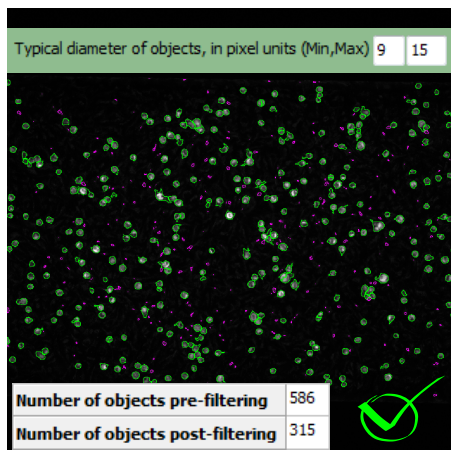 Typical diameter of objects, in pixel units (Min,Max) 9 15
Number of objects pre-filtering 586
Number of objects post-filtering 315